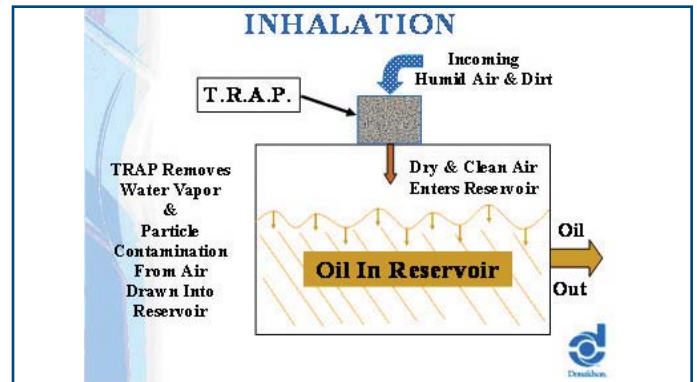 INHALATION
Incoming
Humid Air & Dirt
T.R.A.P.
TRAP Removes
Water Vapor
&
Particle
Contamination
From Air
Drawn Into
Reservoir
Dry & Clean Air
Enters Reservoir
Oil In Reservoir
Oil
Out
Donaldson.